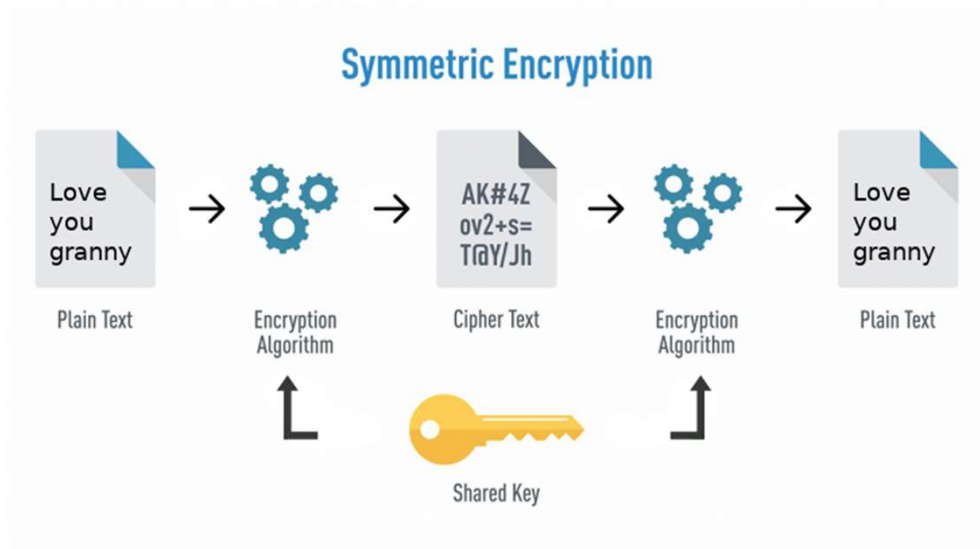 Symmetric Encryption
Love
you
granny
Plain Text
Encryption
Algorithm
AK#4Z
ov2+s=
T@Y/Jh
Cipher Text
Encryption
Algorithm
Love
you
granny
Plain Text
Shared Key